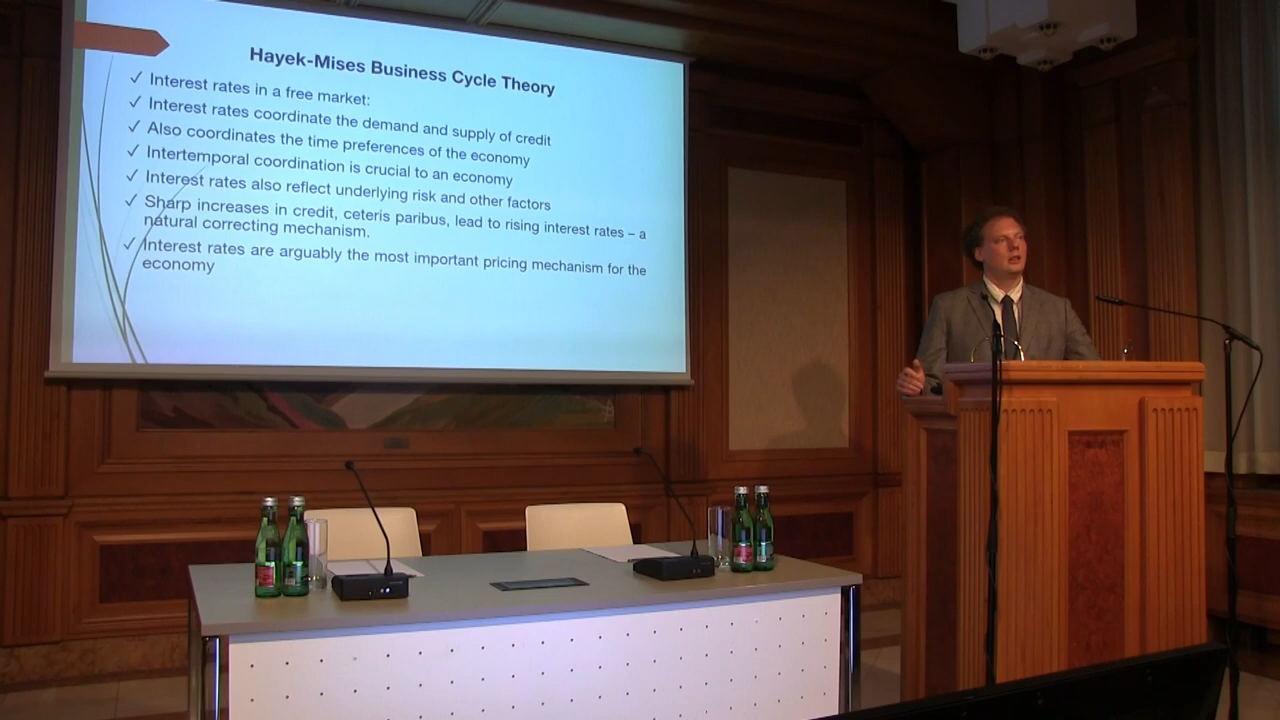 Hayek-Mises Business Cycle Theory
✓ Interest rates in a free market:
✓ Interest rates coordinate the demand and supply of credit
✓ Also coordinates the time preferences of the economy
✓ Intertemporal coordination is crucial to an economy
✓ Interest rates also reflect underlying risk and other factors
✓ Sharp increases in credit, ceteris paribus, lead to rising interest rates – a
natural correcting mechanism.
✓ Interest rates are arguably the most important pricing mechanism for the
economy